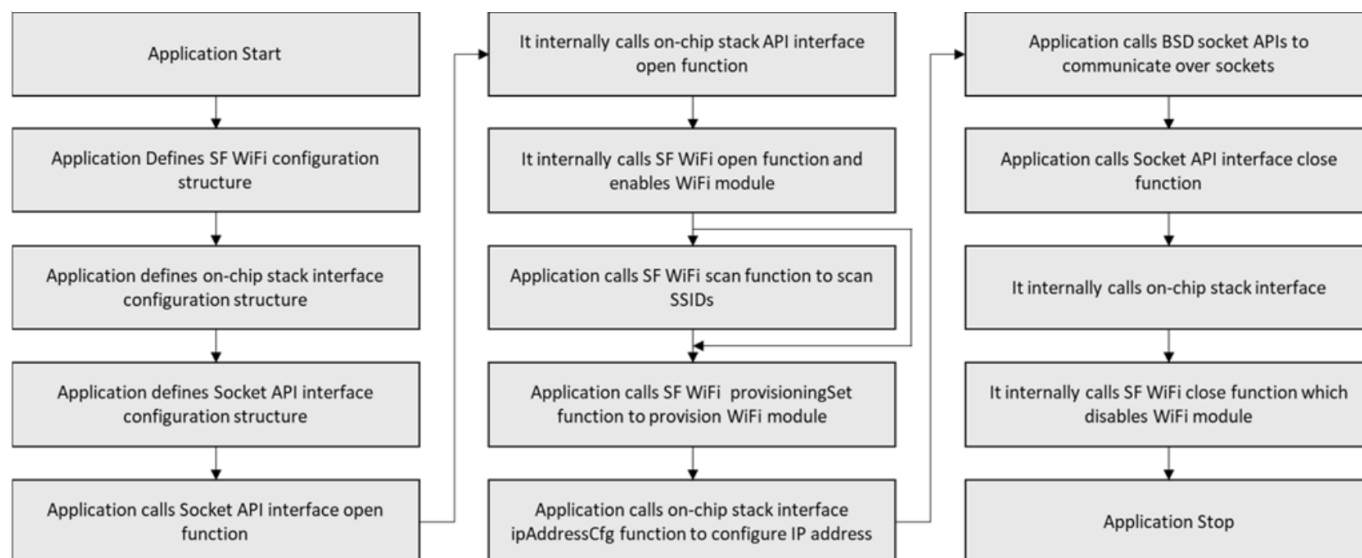 Application Start
Application Defines SF WiFi configuration
structure
Application defines on-chip stack interface
configuration structure
Application defines Socket API interface
configuration structure
Application calls Socket API interface open
function
It internally calls on-chip stack API interface
open function
It internally calls SF WiFi open function and
enables WiFi module
Application calls SF WiFi scan function to scan
SSIDs
Application calls SF WiFi provisioningSet
function to provision WiFi module
Application calls on-chip stack interface
ipAddressCfg function to configure IP address
Application calls BSD socket APIs to
communicate over sockets
Application calls Socket API interface close
function
It internally calls on-chip stack interface
It internally calls SF WiFi close function which
disables WiFi module
Application Stop